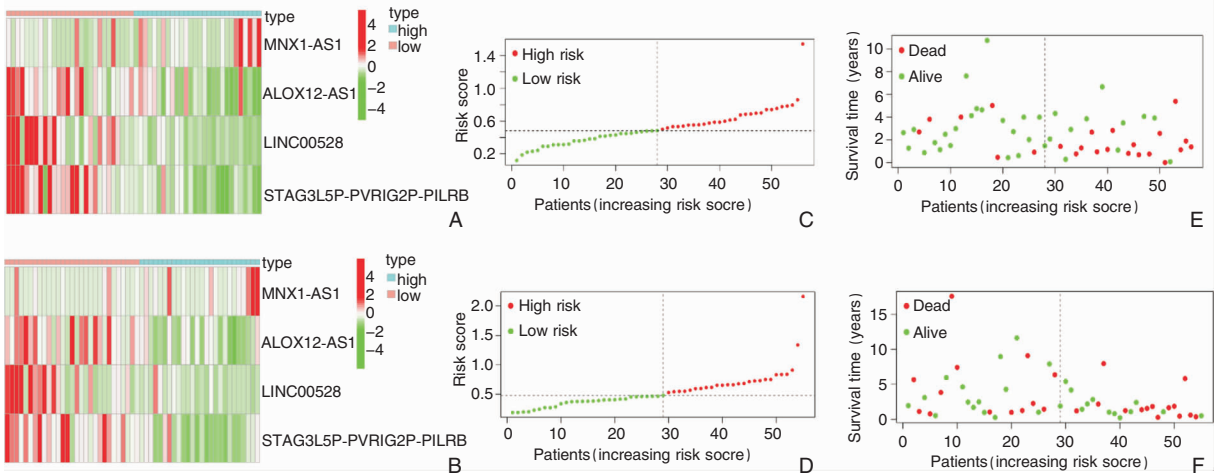 type
MNX1-AS1
ALOX12-AS1
LINC00528
STAG3L5P-PVRIG2P-PILRB
4
2
0
−2
−4
type
high
low
A
Risk score
1.4
1.0
0.6
0.2
High risk
Low risk
0 10 20 30 40 50
Patients (increasing risk socre)
C
Survival time (years)
10
8
6
4
2
0
Dead
Alive
0 10 20 30 40 50
Patients (increasing risk socre)
E
type
MNX1-AS1
ALOX12-AS1
LINC00528
STAG3L5P-PVRIG2P-PILRB
4
2
0
−2
−4
type
high
low
B
Risk score
2.0
1.5
1.0
0.5
High risk
Low risk
0 10 20 30 40 50
Patients (increasing risk socre)
D
Survival time (years)
15
10
5
0
Dead
Alive
0 10 20 30 40 50
Patients (increasing risk socre)
F